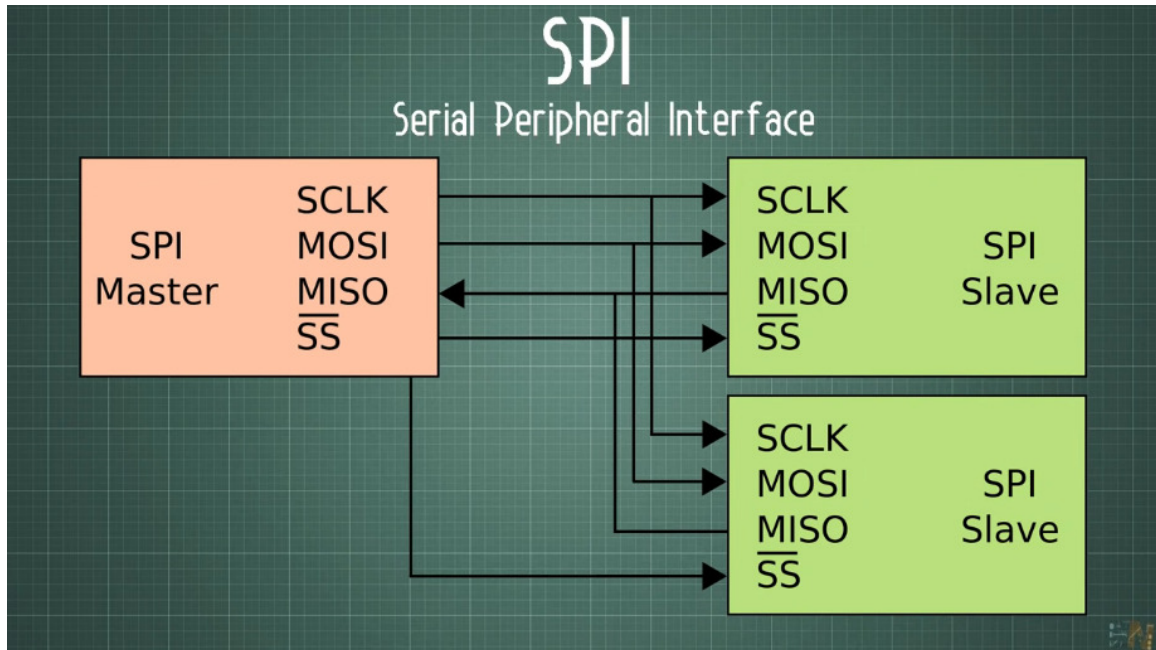 SPI
Serial Peripheral Interface
SPI
Master
SCLK
MOSI
MISO
SS
SCLK
MOSI
MISO
SS
SPI
Slave
SCLK
MOSI
MISO
SS
SPI
Slave